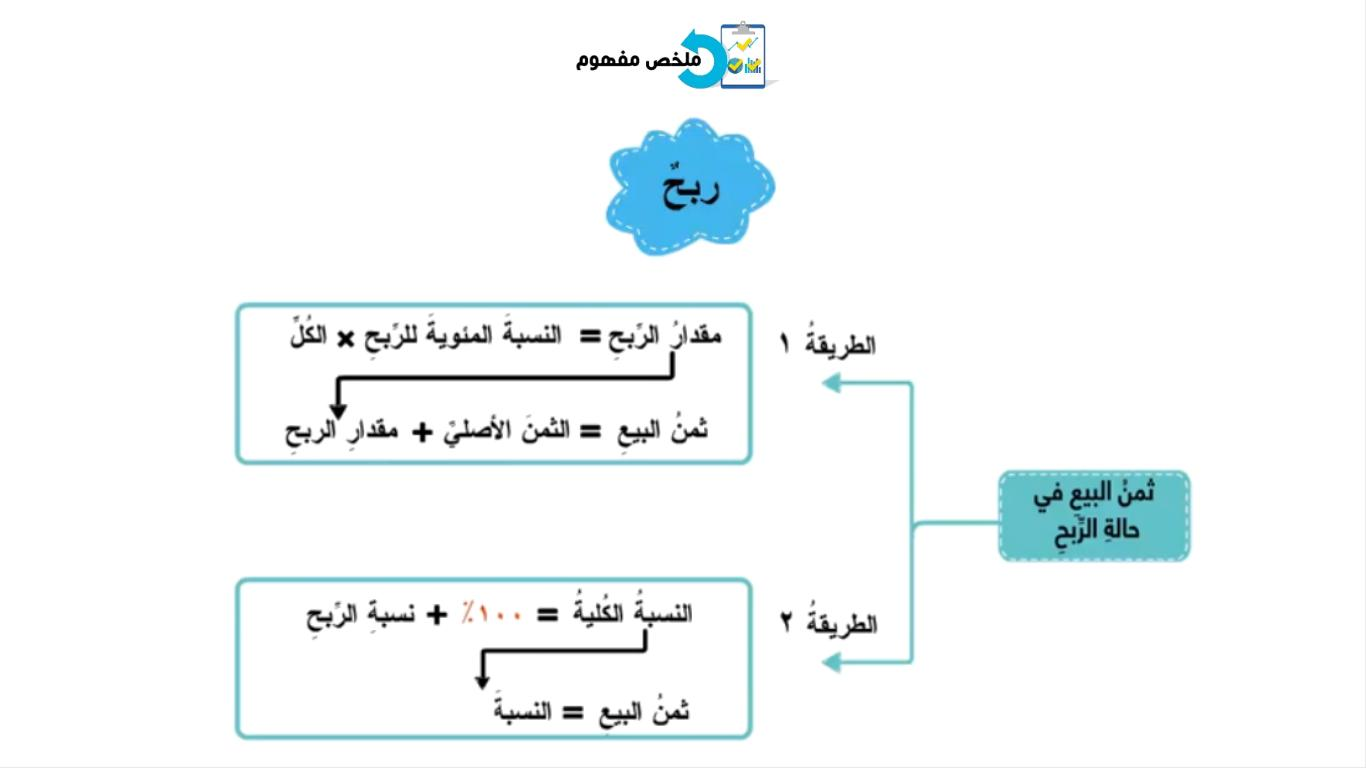 ملخص مفهوم
ربحٌ
الطريقةُ ١
مقدارُ الرِّبحِ = النسبةَ المئويةَ للرِّبحِ × الكُلِّ
ثمنُ البيعِ = الثمنَ الأصليَّ + مقدارِ الربحِ
ثمنُ البيعِ في
حالةِ الرِّبحِ
الطريقةُ ٢
النسبةُ الكُليةُ = ١٠٠٪ + نسبةِ الرِّبحِ
ثمنُ البيعِ = النسبةَ